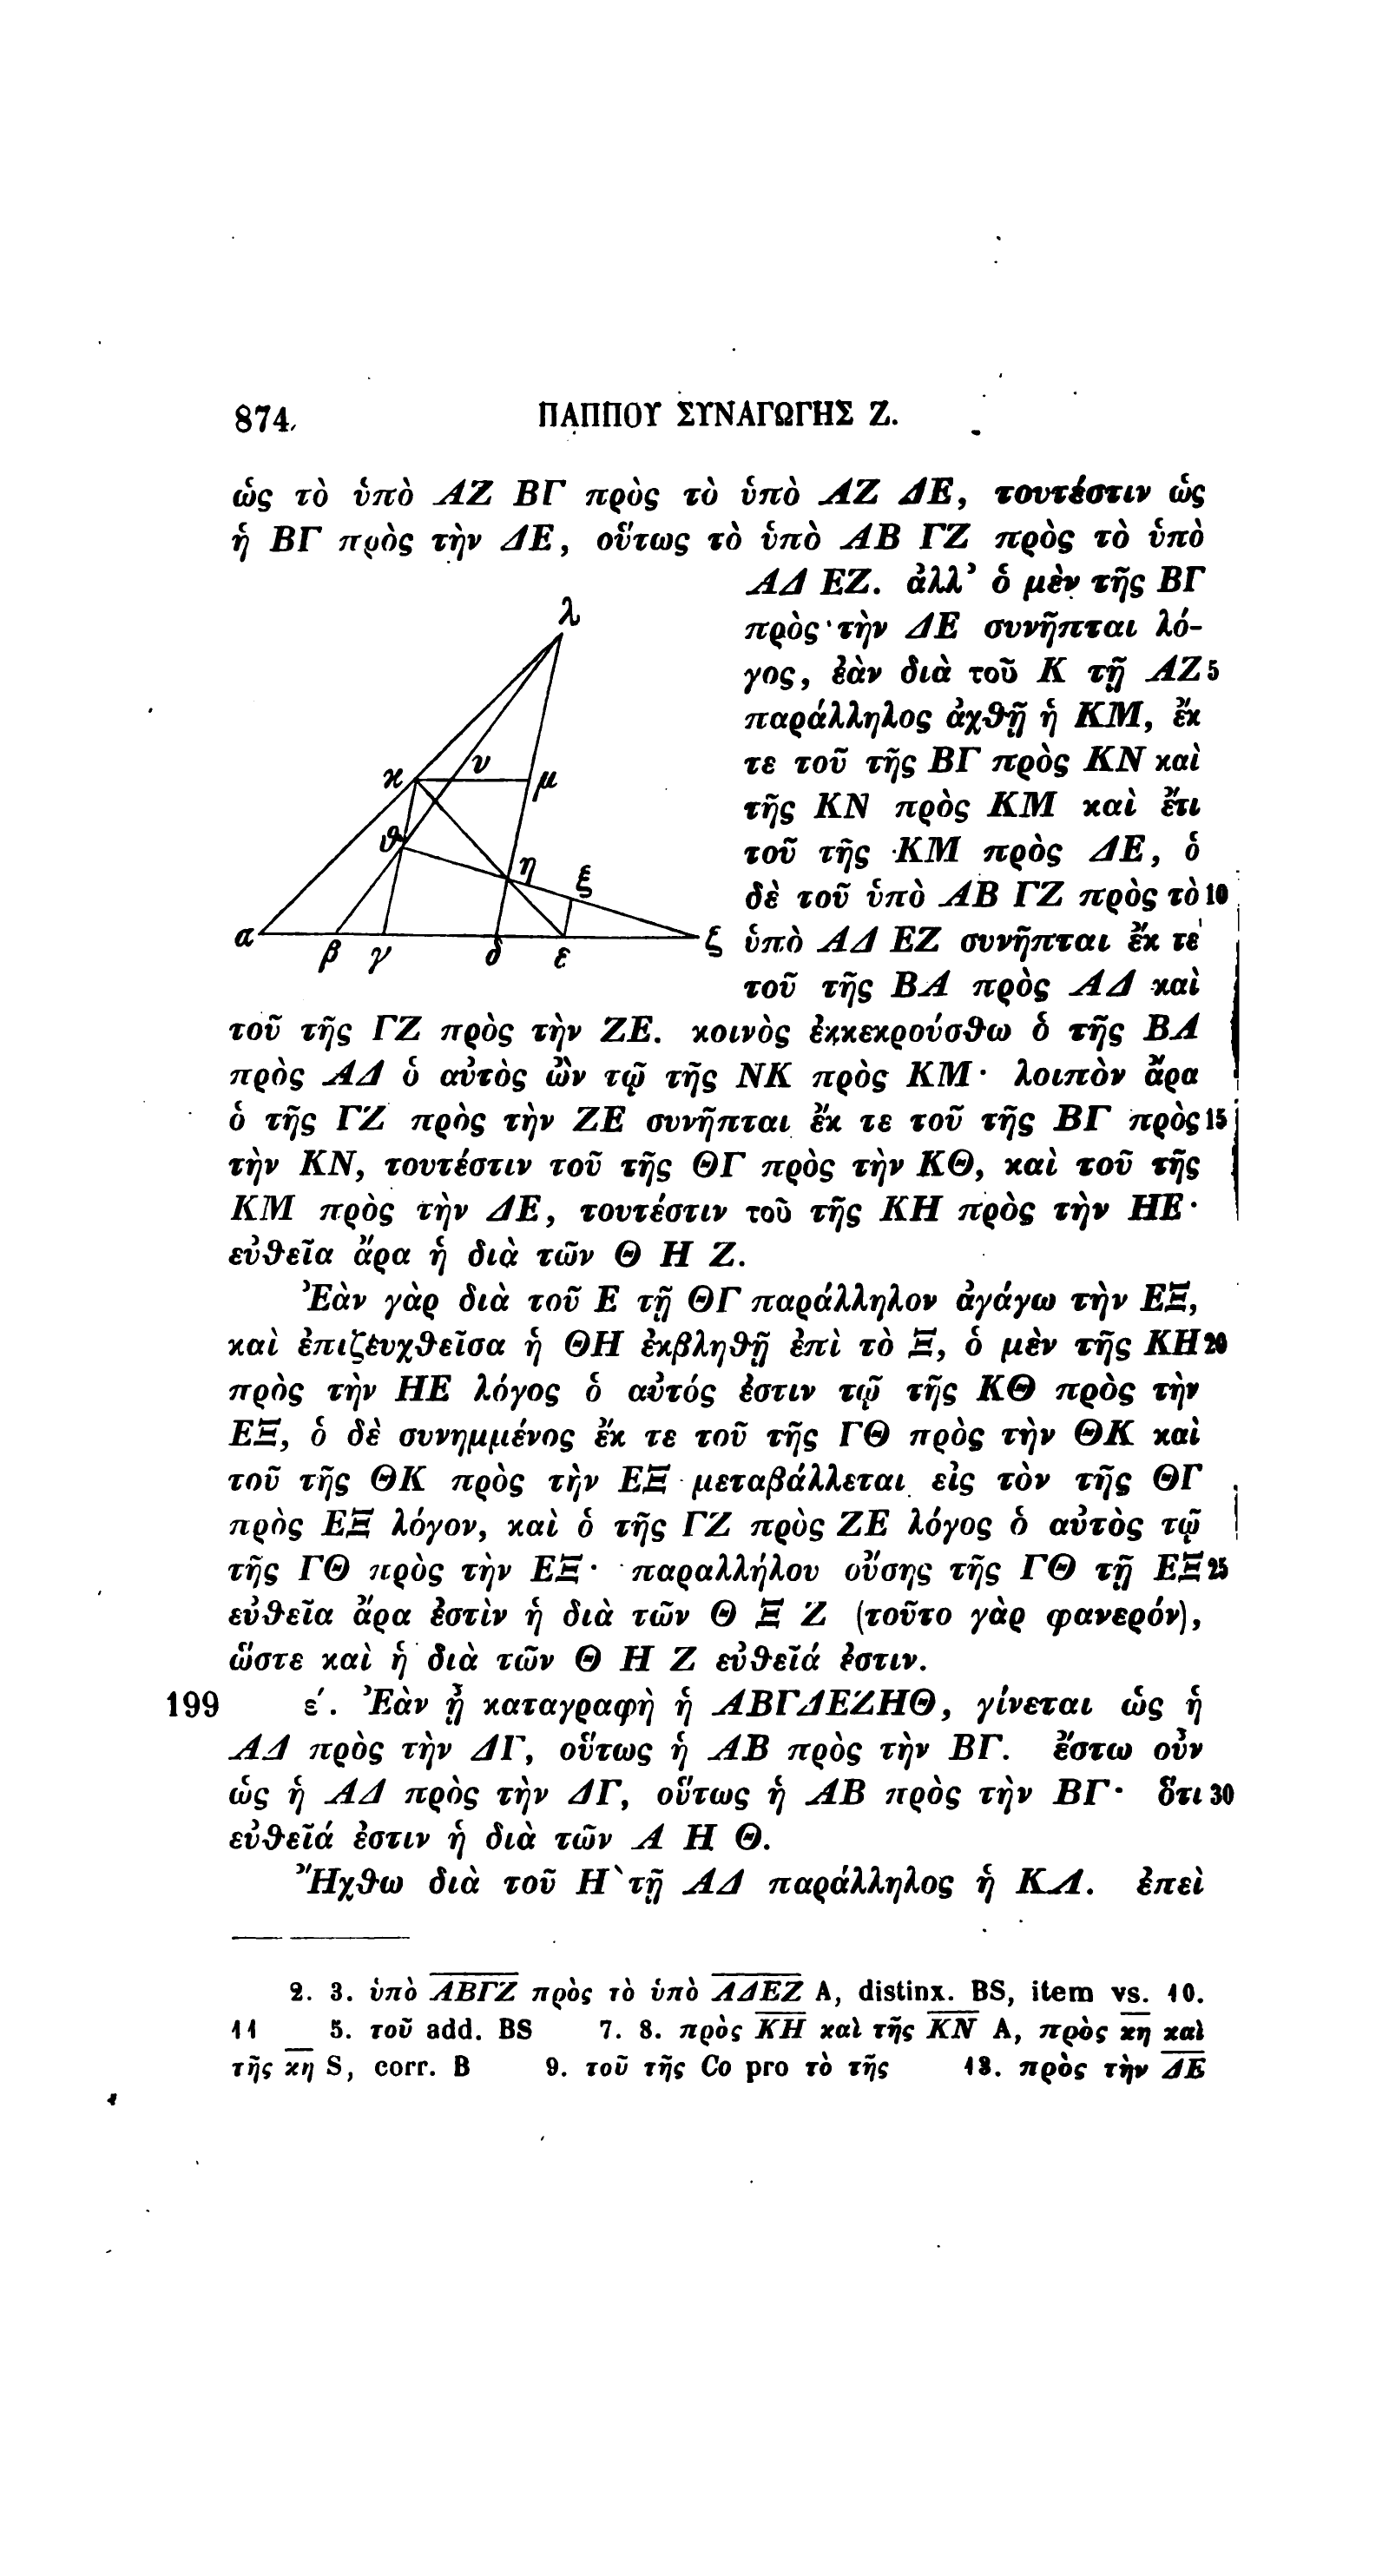 874
ΠΑΠΠΟΥ ΣΥΝΑΓΩΓΗΣ Ζ.
ὡς τὸ ὑπὸ ΑΖ ΒΓ πρὸς τὸ ὑπὸ ΑΖ ΔΕ, τουτέστιν ὡς
ἡ ΒΓ πρὸς τὴν ΔΕ, οὕτως τὸ ὑπὸ ΑΒ ΓΖ πρὸς τὸ ὑπὸ
ΑΔ ΕΖ. ἀλλ’ ὁ μὲν τῆς ΒΓ
πρὸς τὴν ΔΕ συνῆπται λό-
γος, ἐὰν διὰ τοῦ Κ τῇ ΑΖ 5
παράλληλος ἀχθῇ ἡ ΚΜ, ἔκ
τε τοῦ τῆς ΒΓ πρὸς ΚΝ καὶ
τῆς ΚΝ πρὸς ΚΜ καὶ ἔτι
τοῦ τῆς ΚΜ πρὸς ΔΕ, ὁ
δὲ τοῦ ὑπὸ ΑΒ ΓΖ πρὸς τὸ 10
ὑπὸ ΑΔ ΕΖ συνῆπται ἔκ τε
τοῦ τῆς ΒΑ πρὸς ΑΔ καὶ
λ
κ
υ
μ
θ
η
ξ
α
β
γ
δ
ε
ξ
τοῦ τῆς ΓΖ πρὸς τὴν ΖΕ. κοινὸς ἐκκεκρούσθω ὁ τῆς ΒΑ
πρὸς ΑΔ ὁ αὐτὸς ὢν τῷ τῆς ΝΚ πρὸς ΚΜ· λοιπὸν ἄρα
ὁ τῆς ΓΖ πρὸς τὴν ΖΕ συνῆπται ἔκ τε τοῦ τῆς ΒΓ πρὸς 15
τὴν ΚΝ, τουτέστιν τοῦ τῆς ΘΓ πρὸς τὴν ΚΘ, καὶ τοῦ τῆς
ΚΜ πρὸς τὴν ΔΕ, τουτέστιν τοῦ τῆς ΚΗ πρὸς τὴν ΗΕ·
εὐθεῖα ἄρα ἡ διὰ τῶν Θ Η Ζ.
Ἐὰν γὰρ διὰ τοῦ Ε τῇ ΘΓ παράλληλον ἀγάγω τὴν ΕΞ,
καὶ ἐπιζευχθεῖσα ἡ ΘΗ ἐκβληθῇ ἐπὶ τὸ Ξ, ὁ μὲν τῆς ΚΗ 20
πρὸς τὴν ΗΕ λόγος ὁ αὐτός ἐστιν τῷ τῆς ΚΘ πρὸς τὴν
ΕΞ, ὁ δὲ συνημμένος ἔκ τε τοῦ τῆς ΓΘ πρὸς τὴν ΘΚ καὶ
τοῦ τῆς ΘΚ πρὸς τὴν ΕΞ μεταβάλλεται εἰς τὸν τῆς ΘΓ
πρὸς ΕΞ λόγον, καὶ ὁ τῆς ΓΖ πρὸς ΖΕ λόγος ὁ αὐτὸς τῷ
τῆς ΓΘ πρὸς τὴν ΕΞ· παραλλήλου οὔσης τῆς ΓΘ τῇ ΕΞ 25
εὐθεῖα ἄρα ἐστὶν ἡ διὰ τῶν Θ Ξ Ζ (τοῦτο γὰρ φανερόν),
ὥστε καὶ ἡ διὰ τῶν Θ Η Ζ εὐθεῖά ἐστιν.
199 ε΄. Ἐὰν ᾖ καταγραφὴ ἡ ΑΒΓΔΕΖΗΘ, γίνεται ὡς ἡ
ΑΔ πρὸς τὴν ΔΓ, οὕτως ἡ ΑΒ πρὸς τὴν ΒΓ. ἔστω οὖν
ὡς ἡ ΑΔ πρὸς τὴν ΔΓ, οὕτως ἡ ΑΒ πρὸς τὴν ΒΓ· ὅτι 30
εὐθεῖά ἐστιν ἡ διὰ τῶν Α Η Θ.
Ἤχθω διὰ τοῦ Η τῇ ΑΔ παράλληλος ἡ ΚΛ. ἐπεὶ
2. 3. ὑπὸ ΑΒΓΖ πρὸς τὸ ὑπὸ ΑΔΕΖ A, distinx. BS, item vs. 10.
11 5. τοῦ add. BS 7. 8. πρὸς ΚΗ καὶ τῆς ΚΝ A, πρὸς κη καὶ
τῆς κη S, corr. B 9. τοῦ τῆς Co pro τὸ τῆς 13. πρὸς τὴν ΔΕ